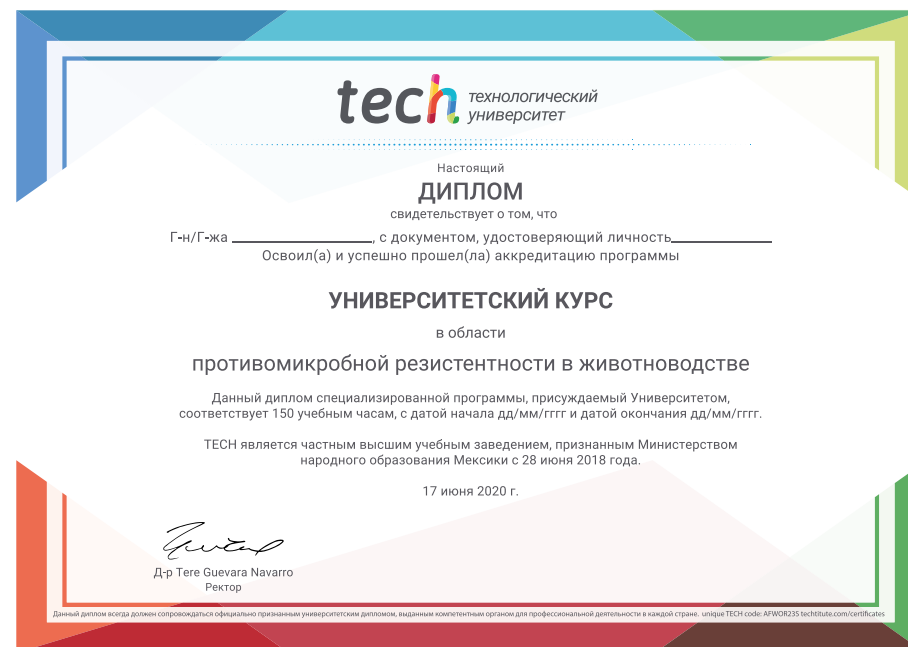 tech технологический
университет
Настоящий
ДИПЛОМ
свидетельствует о том, что
Г-н/Г-жа , с документом, удостоверяющий личность
Освоил(а) и успешно прошел(ла) аккредитацию программы
УНИВЕРСИТЕТСКИЙ КУРС
в области
противомикробной резистентности в животноводстве
Данный диплом специализированной программы, присуждаемый Университетом,
соответствует 150 учебным часам, с датой начала дд/мм/гггг и датой окончания дд/мм/гггг.
TECH является частным высшим учебным заведением, признанным Министерством
народного образования Мексики с 28 июня 2018 года.
17 июня 2020 г.
Д-р Tere Guevara Navarro
Ректор
Данный диплом всегда должен сопровождаться официально признанным университетским дипломом, выданным компетентным органом для профессиональной деятельности в каждой стране. unique TECH code: AFWOR23S techtitute.com/certificates